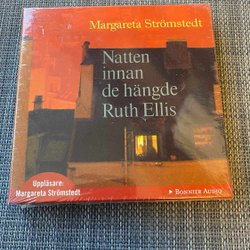 Margareta Strömstedt
Natten
innan
de hängde
Ruth Ellis
Uppläsare:
Margareta Strömstedt
BONNIER AUDIO